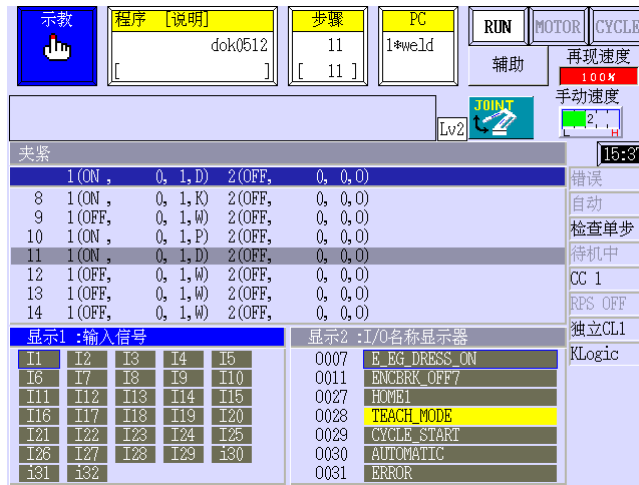 示教 程序 [说明] 步骤 PC RUN MOTOR CYCLE
dok0512 11 1*weld 辅助 再现速度
[ ] [ 11 ] 100%
手动速度
Lv2 JOINT 2
L H
夹紧 15:37
1(ON , 0, 1,D) 2(OFF, 0, 0,O) 错误
8 1(ON , 0, 1,K) 2(OFF, 0, 0,O) 自动
9 1(OFF, 0, 1,W) 2(OFF, 0, 0,O) 检查单步
10 1(ON , 0, 1,P) 2(OFF, 0, 0,O)
11 1(ON , 0, 1,D) 2(OFF, 0, 0,O) 待机中
12 1(OFF, 0, 1,W) 2(OFF, 0, 0,O) CC 1
13 1(OFF, 0, 1,W) 2(OFF, 0, 0,O) RPS OFF
14 1(OFF, 0, 1,W) 2(OFF, 0, 0,O)
显示1 :输入信号 显示2 :I/O名称显示器 独立CL1
I1 I2 I3 I4 I5 0007 E_EG_DRESS_ON KLogic
I6 I7 I8 I9 I10 0011 ENCBRK_OFF7
I11 I12 I13 I14 I15 0027 HOME1
I16 I17 I18 I19 I20 0028 TEACH_MODE
I21 I22 I23 I24 I25 0029 CYCLE_START
I26 I27 I28 I29 i30 0030 AUTOMATIC
i31 i32 0031 ERROR